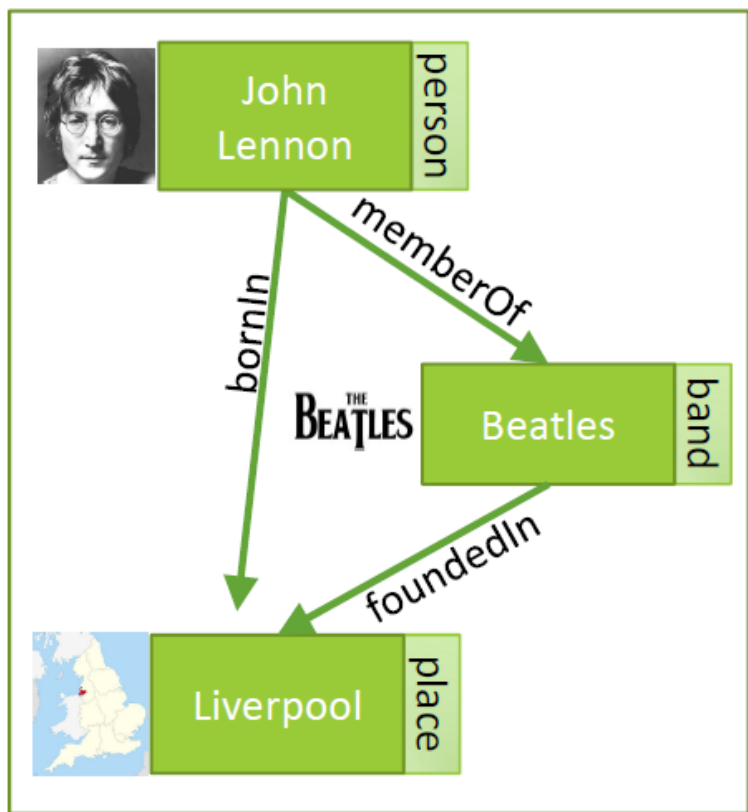 John
Lennon
person
memberOf
bornIn
THE
BEATLES
Beatles
band
foundedIn
Liverpool
place